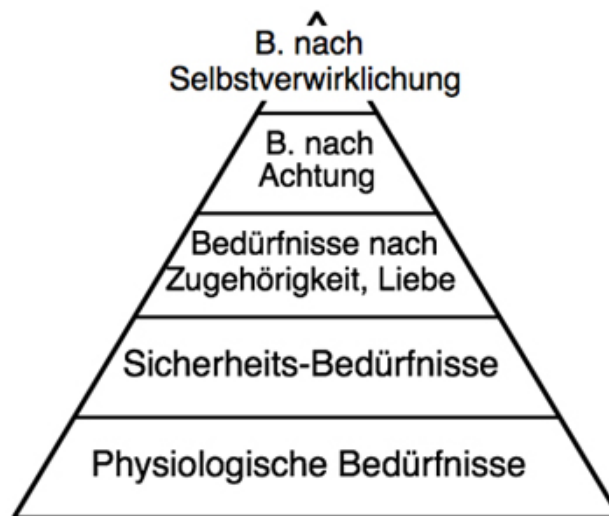 B. nach
Selbstverwirklichung
B. nach
Achtung
Bedürfnisse nach
Zugehörigkeit, Liebe
Sicherheits-Bedürfnisse
Physiologische Bedürfnisse